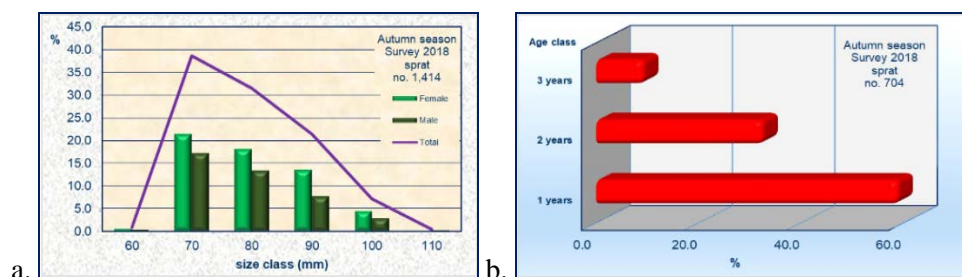 45.0
40.0
35.0
30.0
25.0
20.0
15.0
10.0
5.0
0.0
%
Autumn season
Survey 2018
sprat
no. 1,414
Female
Male
Total
60 70 80 90 100 110
size class (mm)
a.
Age class
3 years
2 years
1 years
Autumn season
Survey 2018
sprat
no. 704
0.0 20.0 40.0 60.0
%
b.